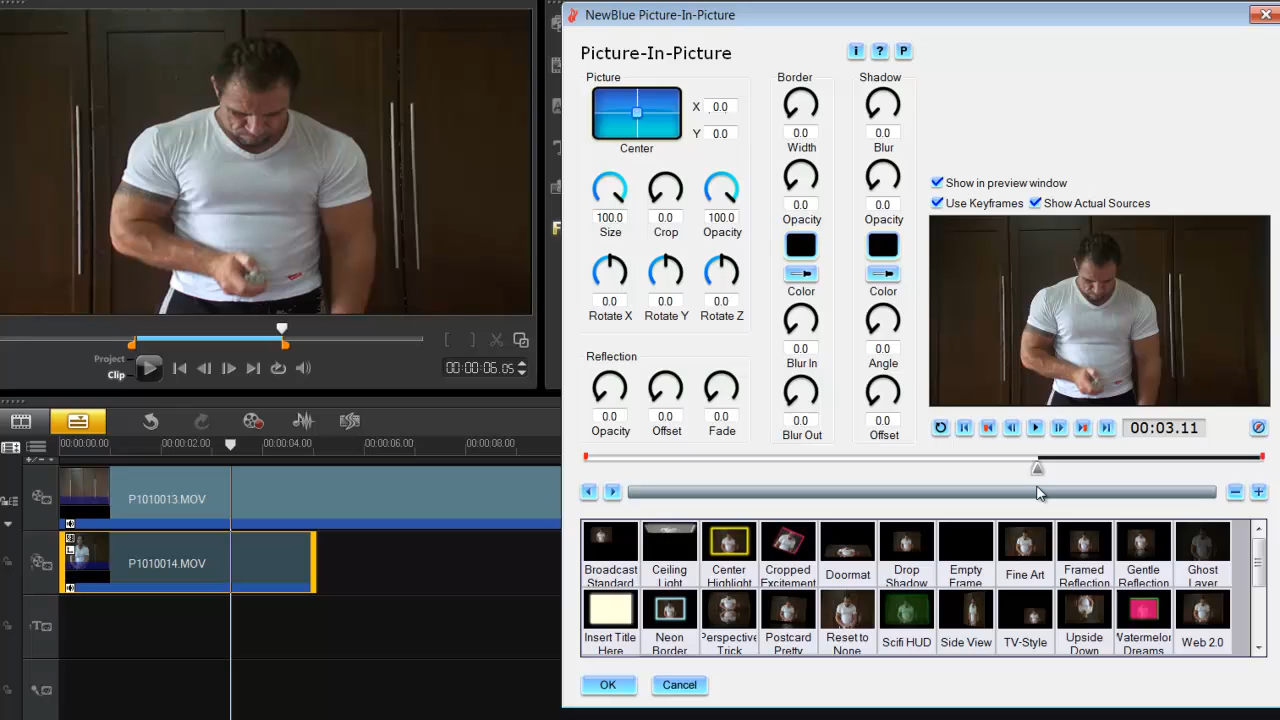 NewBlue Picture-In-Picture
Picture-In-Picture
i ? P
Picture
Border
Shadow
X 0.0
Y 0.0
Center
0.0
Width
0.0
Blur
100.0 0.0 100.0
Size Crop Opacity
0.0
Opacity
0.0
Opacity
Color
Color
0.0 0.0 0.0
Rotate X Rotate Y Rotate Z
0.0
Blur In
0.0
Angle
Reflection
0.0 0.0 0.0
Opacity Offset Fade
0.0
Blur Out
0.0
Offset
Show in preview window
Use Keyframes Show Actual Sources
00:03.11
Project
Clip
00:00:06.05
00:00:00.00 00:00:02.00 00:00:04.00 00:00:06.00 00:00:08.00
P1010013.MOV
P1010014.MOV
Broadcast Standard
Ceiling Light
Center Highlight
Cropped Excitement
Doormat
Drop Shadow
Empty Frame
Fine Art
Framed Reflection
Gentle Reflection
Ghost Layer
Insert Title Here
Neon Border
Perspective Trick
Postcard Pretty
Reset to None
Scifi HUD
Side View
TV-Style
Upside Down
Watermelon Dreams
Web 2.0
OK Cancel